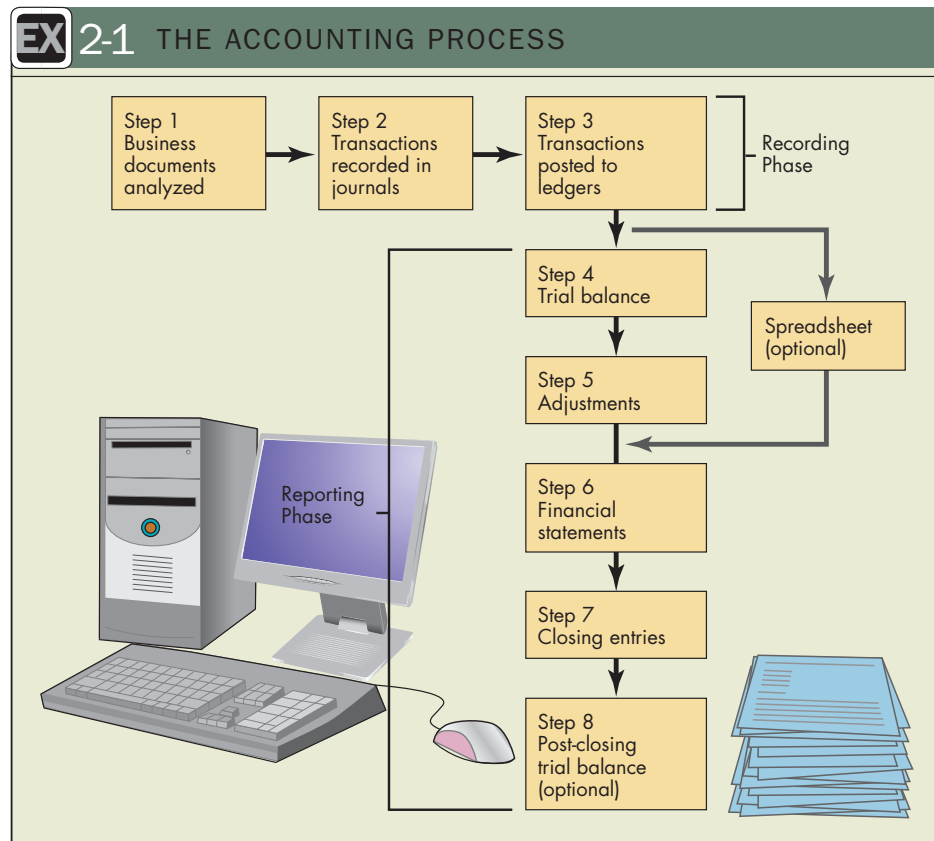 EX 2-1 THE ACCOUNTING PROCESS
Step 1
Business
documents
analyzed
Step 2
Transactions
recorded in
journals
Step 3
Transactions
posted to
ledgers
Recording
Phase
Step 4
Trial balance
Spreadsheet
(optional)
Step 5
Adjustments
Reporting
Phase
Step 6
Financial
statements
Step 7
Closing entries
Step 8
Post-closing
trial balance
(optional)